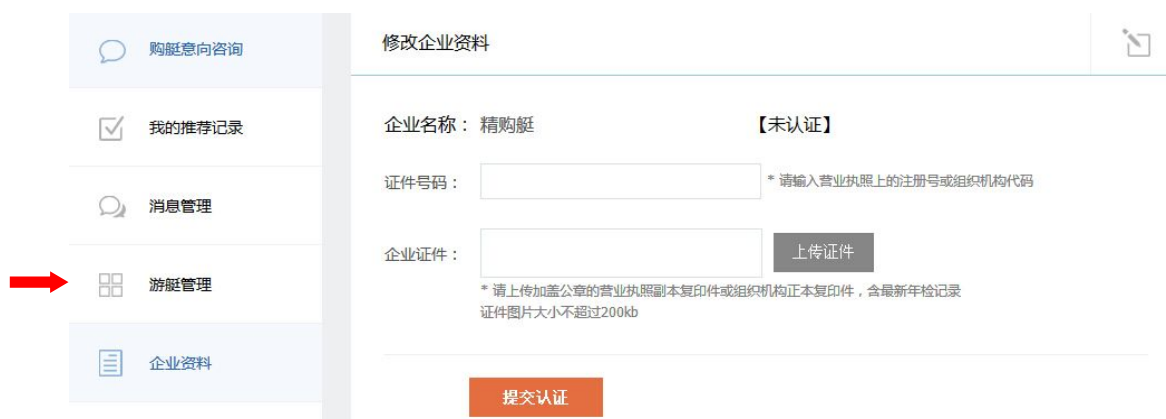 购艇意向咨询
我的推荐记录
消息管理
游艇管理
企业资料
修改企业资料
企业名称：精购艇 【未认证】
证件号码： * 请输入营业执照上的注册号或组织机构代码
企业证件： 上传证件
* 请上传加盖公章的营业执照副本复印件或组织机构正本复印件，含最新年检记录
证件图片大小不超过200kb
提交认证